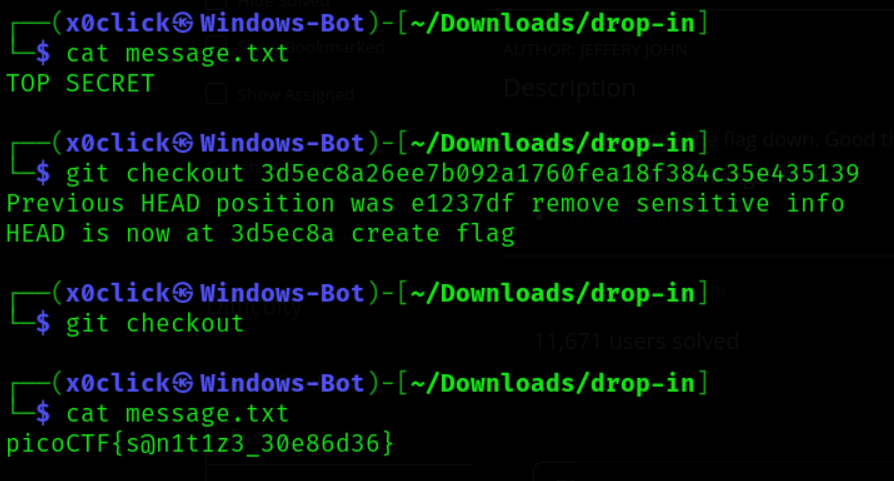 ┌──(x0click㉿Windows-Bot)-[~/Downloads/drop-in]
└─$ cat message.txt
TOP SECRET
┌──(x0click㉿Windows-Bot)-[~/Downloads/drop-in]
└─$ git checkout 3d5ec8a26ee7b092a1760fea18f384c35e435139
Previous HEAD position was e1237df remove sensitive info
HEAD is now at 3d5ec8a create flag
┌──(x0click㉿Windows-Bot)-[~/Downloads/drop-in]
└─$ git checkout
┌──(x0click㉿Windows-Bot)-[~/Downloads/drop-in]
└─$ cat message.txt
picoCTF{s@n1t1z3_30e86d36}
Hide Solved
Bookmarked
AUTHOR: JEFFERY JOHN
Show Assigned
Description
flag down. Good
11,671 users solved